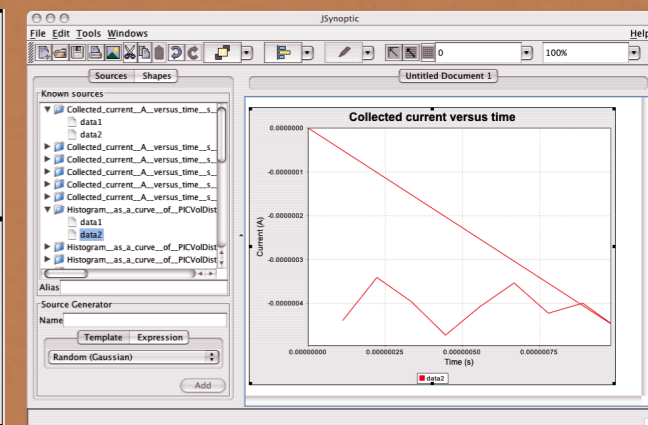 JSynoptic
File Edit Tools Windows Help
0 100%
Sources Shapes
Untitled Document 1
Known sources
Collected_current__A__versus_time__s_
data1
data2
Collected_current__A__versus_time__s_
Collected_current__A__versus_time__s_
Collected_current__A__versus_time__s_
Collected_current__A__versus_time__s_
Histogram__as_a_curve__of__PICVolDist
data1
data2
Histogram__as_a_curve__of__PICVolDist
Histogram__as_a_curve__of__PICVolDist
Alias
Source Generator
Name
Template Expression
Random (Gaussian)
Add
Collected current versus time
0.0000000
-0.0000001
-0.0000002
-0.0000003
-0.0000004
Current (A)
0.00000000 0.00000025 0.00000050 0.00000075
Time (s)
data2